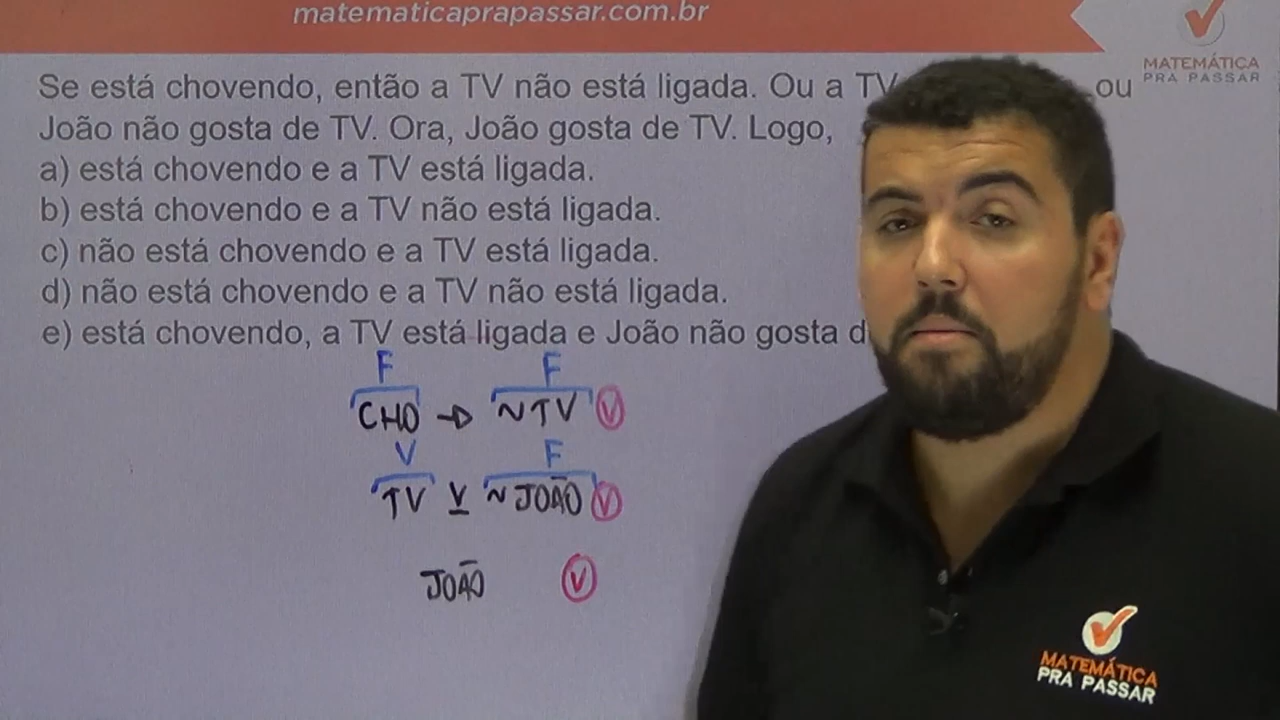 matematicaprapassar.com.br
MATEMÁTICA
PRA PASSAR
Se está chovendo, então a TV não está ligada. Ou a TV ou
João não gosta de TV. Ora, João gosta de TV. Logo,
a) está chovendo e a TV está ligada.
b) está chovendo e a TV não está ligada.
c) não está chovendo e a TV está ligada.
d) não está chovendo e a TV não está ligada.
e) está chovendo, a TV está ligada e João não gosta
F F
CHO → ~TV V
V F
TV v ~JOÃO V
JOÃO V
MATEMÁTICA
PRA PASSAR